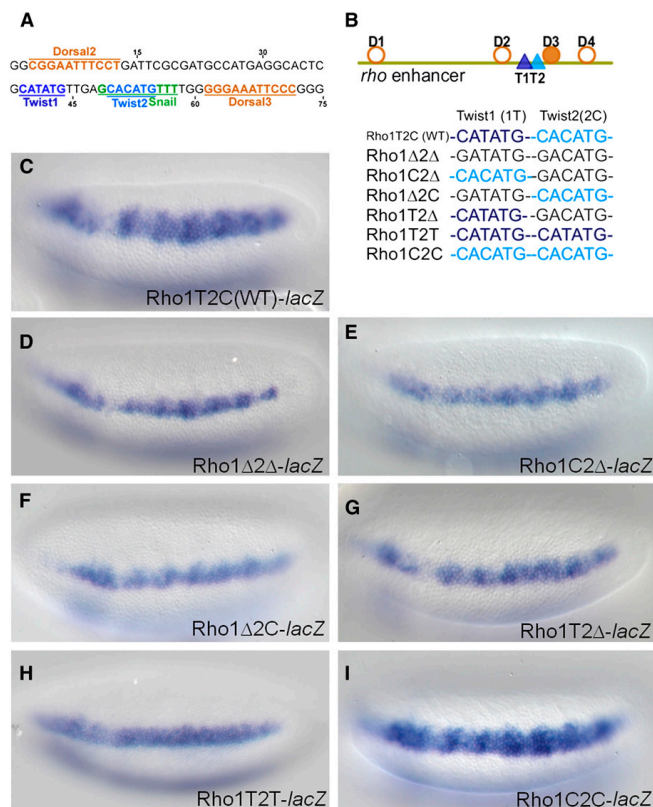 A
Dorsal2
15
30
GGCGGAATTTCCTGATTCGCGATGCCATGAGGCACTC
GCATATGTTGAGCACATGTTTTGGGGGAAATTCCCGGG
Twist1
45
Twist2
Snail
60
Dorsal3
75
B
D1
D2
D3
D4
rho enhancer
T1T2
Twist1 (1T)
Twist2(2C)
Rho1T2C (WT) -CATATG--CACATG-
Rho1Δ2Δ -GATATG--GACATG-
Rho1C2Δ -CACATG--GACATG-
Rho1Δ2C -GATATG--CACATG-
Rho1T2Δ -CATATG--GACATG-
Rho1T2T -CATATG--CATATG-
Rho1C2C -CACATG--CACATG-
C
Rho1T2C(WT)-lacZ
D
Rho1Δ2Δ-lacZ
E
Rho1C2Δ-lacZ
F
Rho1Δ2C-lacZ
G
Rho1T2Δ-lacZ
H
Rho1T2T-lacZ
I
Rho1C2C-lacZ